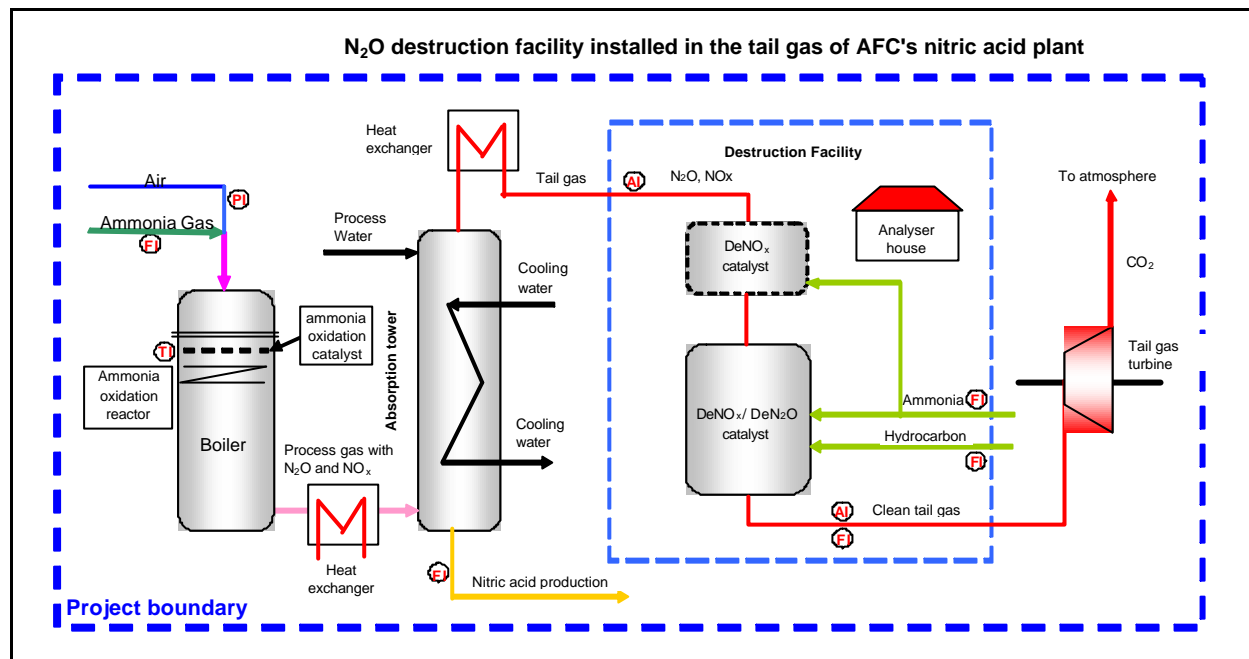 N₂O destruction facility installed in the tail gas of AFC's nitric acid plant
Heat
exchanger
Destruction Facility
Air
PI
Ammonia Gas
FI
Tail gas
AI
N₂O, NOx
To atmosphere
Process
Water
Analyser
house
DeNOₓ
catalyst
CO₂
Cooling
water
ammonia
oxidation
catalyst
TI
Ammonia
oxidation
reactor
Absorption tower
Tail gas
turbine
Ammonia
FI
DeNOₓ/ DeN₂O
catalyst
Hydrocarbon
FI
Boiler
Cooling
water
Process gas with
N₂O and NOₓ
AI
Clean tail gas
FI
Heat
exchanger
FI
Nitric acid production
Project boundary